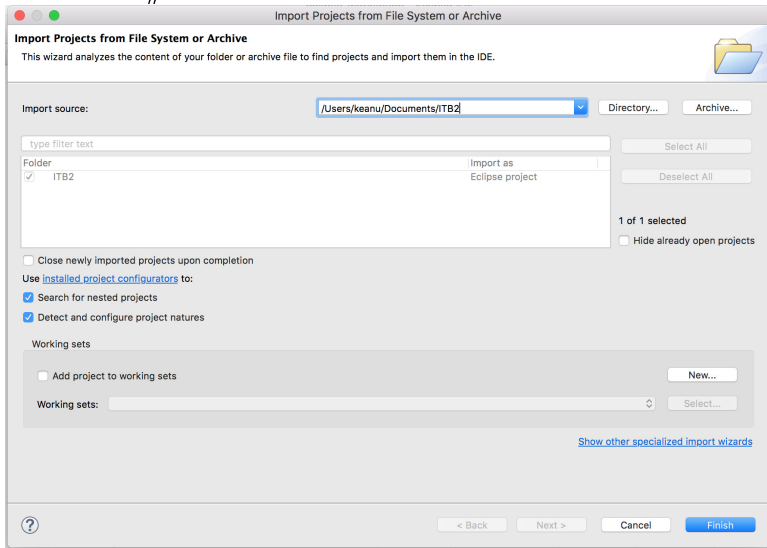 Import Projects from File System or Archive
Import Projects from File System or Archive
This wizard analyzes the content of your folder or archive file to find projects and import them in the IDE.
Import source: /Users/keanu/Documents/ITB2 Directory... Archive...
type filter text Select All
Folder Import as
ITB2 Eclipse project Deselect All
1 of 1 selected
Hide already open projects
Close newly imported projects upon completion
Use installed project configurators to:
Search for nested projects
Detect and configure project natures
Working sets
Add project to working sets New...
Working sets: Select...
Show other specialized import wizards
? < Back Next > Cancel Finish